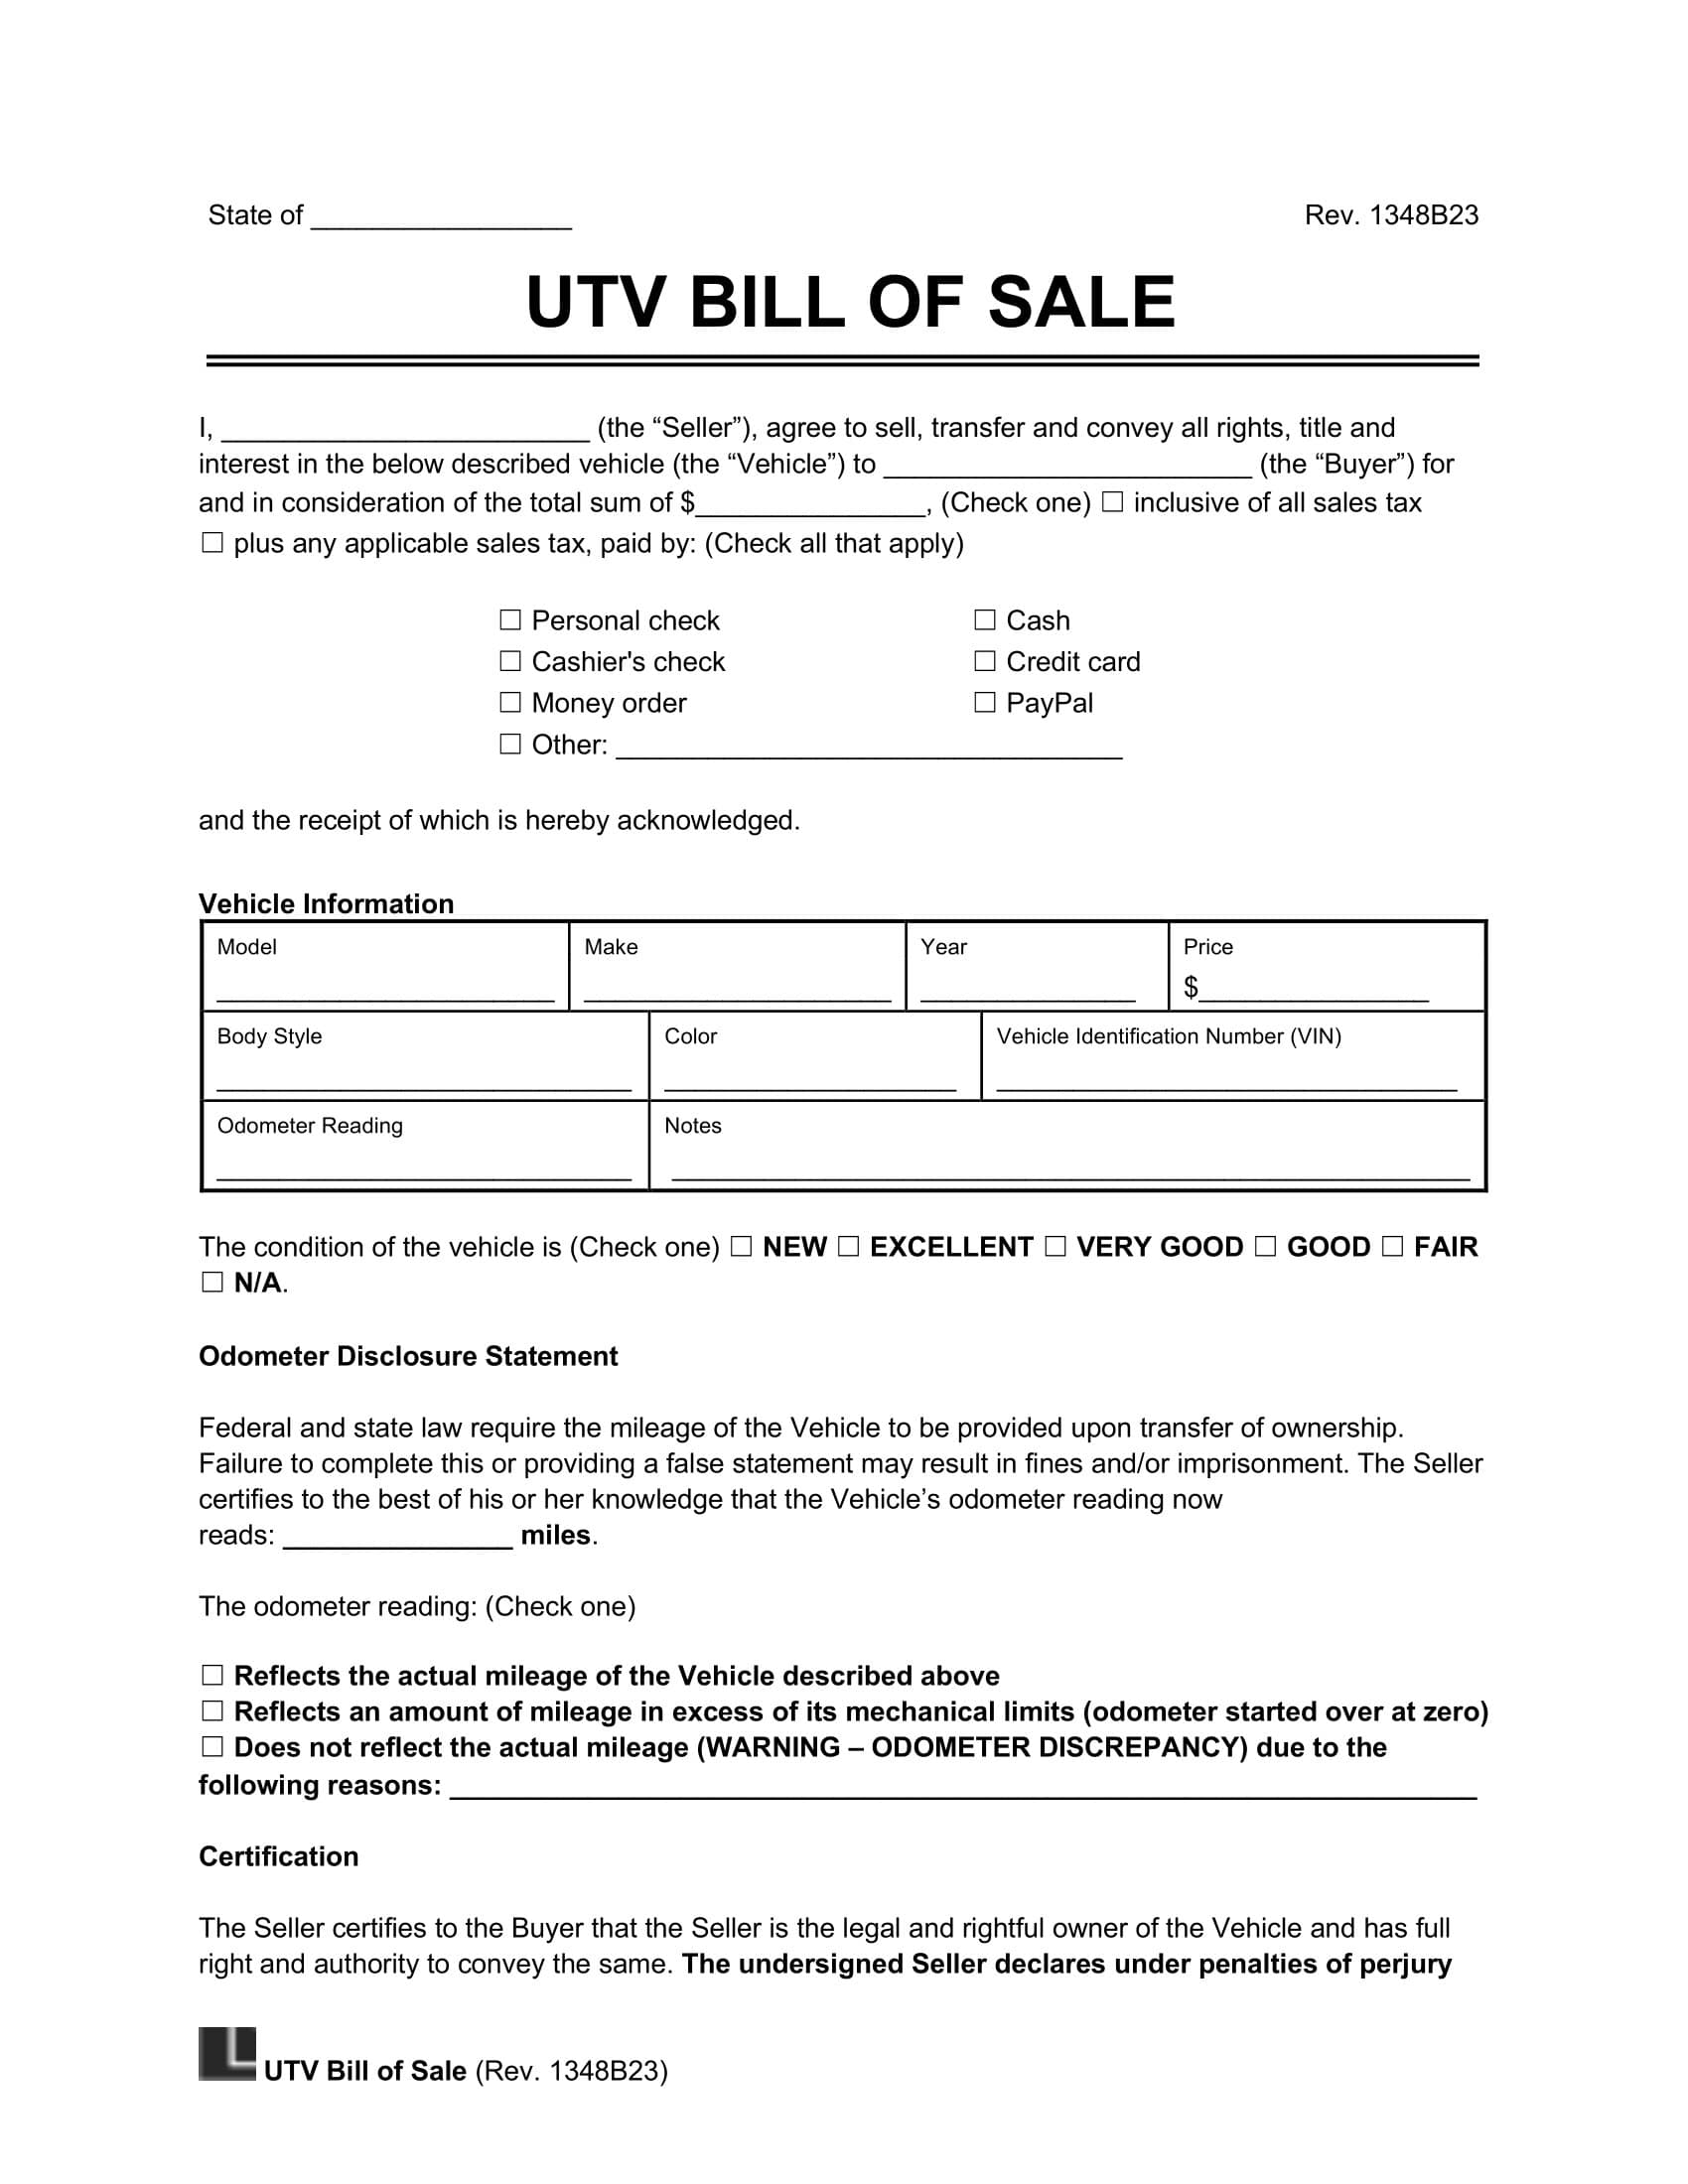 State of _________________ Rev. 1348B23
UTV BILL OF SALE
I, ________________________ (the “Seller”), agree to sell, transfer and convey all rights, title and
interest in the below described vehicle (the “Vehicle”) to ________________________ (the “Buyer”) for
and in consideration of the total sum of $_______________, (Check one) ☐ inclusive of all sales tax
☐ plus any applicable sales tax, paid by: (Check all that apply)
☐ Personal check ☐ Cash
☐ Cashier's check ☐ Credit card
☐ Money order ☐ PayPal
☐ Other: _________________________________
and the receipt of which is hereby acknowledged.
Vehicle Information
Model Make Year Price
______________________ ____________________ ______________ $_______________
Body Style Color Vehicle Identification Number (VIN)
___________________________ ___________________ ______________________________
Odometer Reading Notes
___________________________ ____________________________________________________
The condition of the vehicle is (Check one) ☐ NEW ☐ EXCELLENT ☐ VERY GOOD ☐ GOOD ☐ FAIR
☐ N/A.
Odometer Disclosure Statement
Federal and state law require the mileage of the Vehicle to be provided upon transfer of ownership.
Failure to complete this or providing a false statement may result in fines and/or imprisonment. The Seller
certifies to the best of his or her knowledge that the Vehicle’s odometer reading now
reads: _______________ miles.
The odometer reading: (Check one)
☐ Reflects the actual mileage of the Vehicle described above
☐ Reflects an amount of mileage in excess of its mechanical limits (odometer started over at zero)
☐ Does not reflect the actual mileage (WARNING – ODOMETER DISCREPANCY) due to the
following reasons: ___________________________________________________________________
Certification
The Seller certifies to the Buyer that the Seller is the legal and rightful owner of the Vehicle and has full
right and authority to convey the same. The undersigned Seller declares under penalties of perjury
UTV Bill of Sale (Rev. 1348B23)